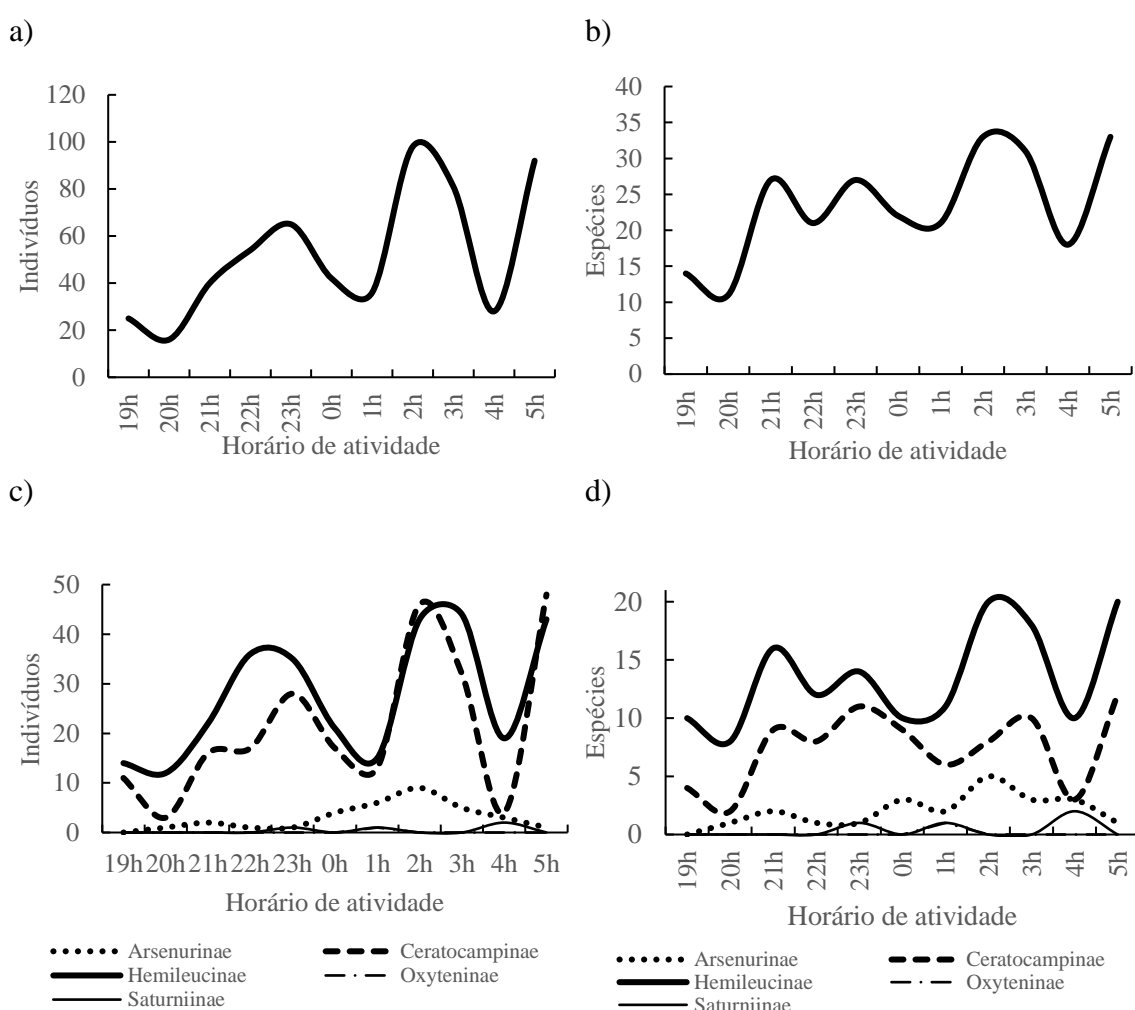 a)
120
100
80
60
40
20
0
Indivíduos
19h 20h 21h 22h 23h 0h 1h 2h 3h 4h 5h
Horário de atividade
b)
40
35
30
25
20
15
10
5
0
Espécies
19h 20h 21h 22h 23h 0h 1h 2h 3h 4h 5h
Horário de atividade
c)
50
40
30
20
10
0
Indivíduos
19h 20h 21h 22h 23h 0h 1h 2h 3h 4h 5h
Horário de atividade
Arsenurinae Ceratocampinae
Hemileucinae Oxyteninae
Saturniinae
d)
20
15
10
5
0
Espécies
19h 20h 21h 22h 23h 0h 1h 2h 3h 4h 5h
Horário de atividade
Arsenurinae Ceratocampinae
Hemileucinae Oxyteninae
Saturniinae